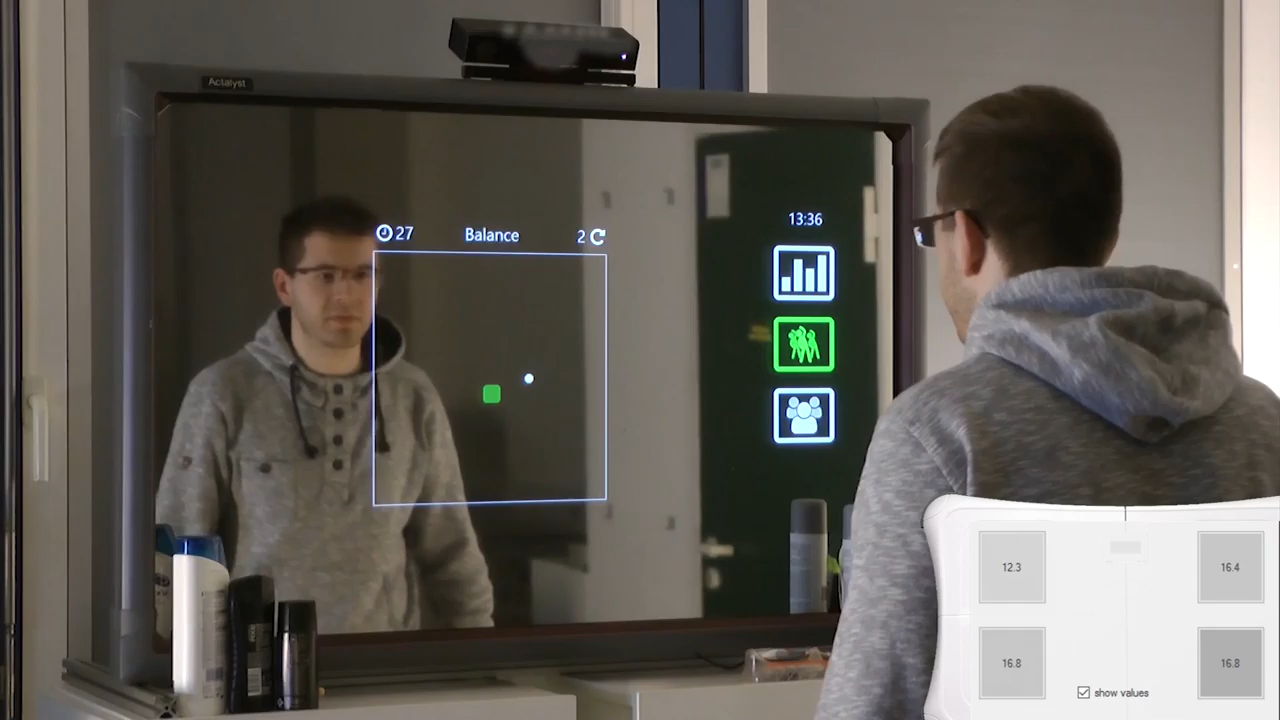 Actalyst
13:36
27 Balance 2
12.3 16.4
16.8 16.8
show values